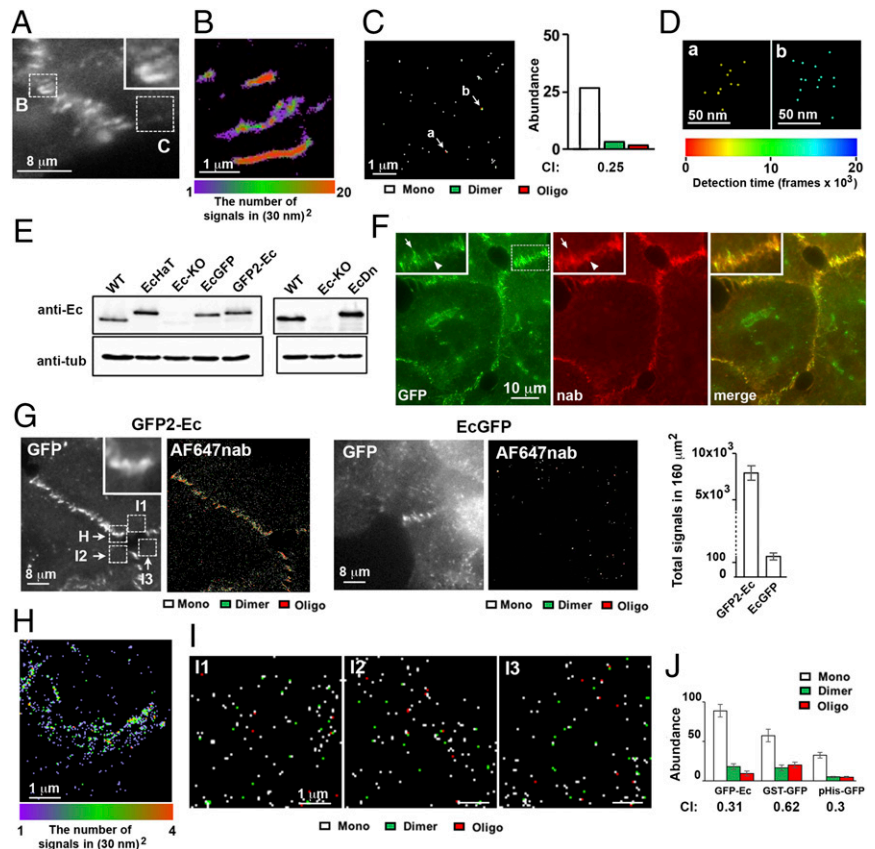 A
B
C
8 μm
B
1 μm
1 20
The number of
signals in (30 nm)2
C
b
a
1 μm
Mono Dimer Oligo
Abundance
40
30
20
10
0
CI: 0.25
D
a b
50 nm 50 nm
0 10 20
Detection time (frames x 10³)
E
WT EcHaT Ec-KO EcGFP GFP2-Ec WT Ec-KO EcDn
anti-Ec
anti-tub
F
GFP 10 μm nab merge
G
GFP2-Ec
GFP
I1
H
I2
I3
8 μm
AF647nab
Mono Dimer Oligo
EcGFP
GFP
8 μm
AF647nab
Mono Dimer Oligo
Total signals in 160 μm²
10x10³
5x10³
100
0
GFP2-Ec EcGFP
H
1 μm
1 4
The number of
signals in (30 nm)2
I
I1 I2 I3
1 μm
Mono Dimer Oligo
J
Mono
Dimer
Oligo
Abundance
100
50
0
GFP-Ec GST-GFP pHis-GFP
CI: 0.31 0.62 0.3